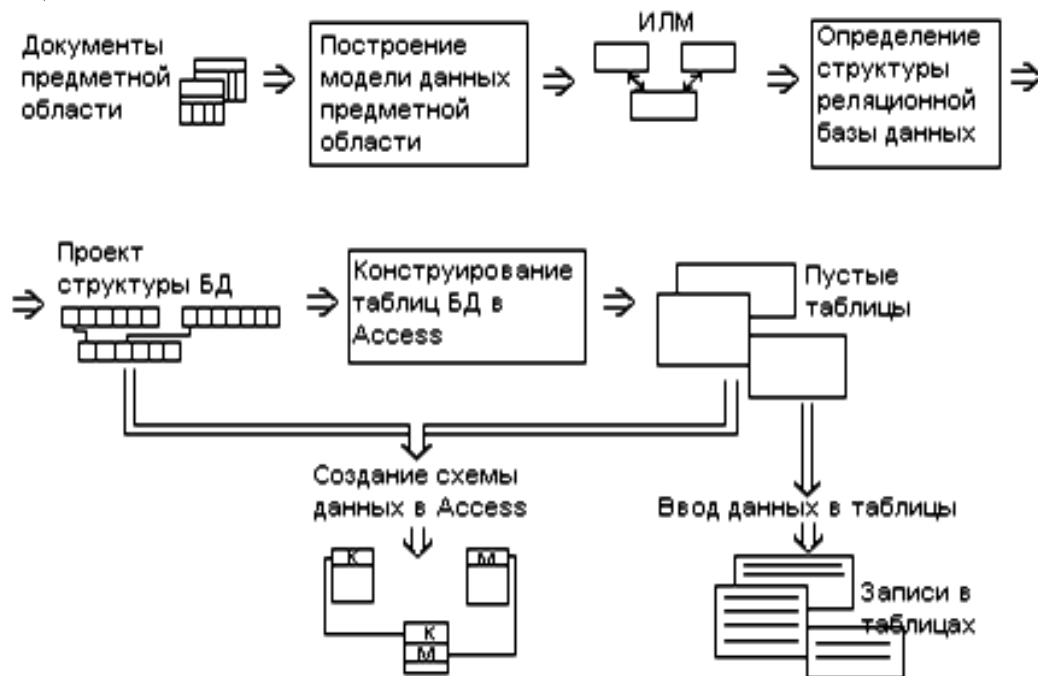 Документы
предметной
области
Построение
модели данных
предметной
области
ИЛМ
Определение
структуры
реляционной
базы данных
Проект
структуры БД
Конструирование
таблиц БД в
Access
Пустые
таблицы
Создание схемы
данных в Access
Ввод данных в таблицы
К
М
К
М
Записи в
таблицах